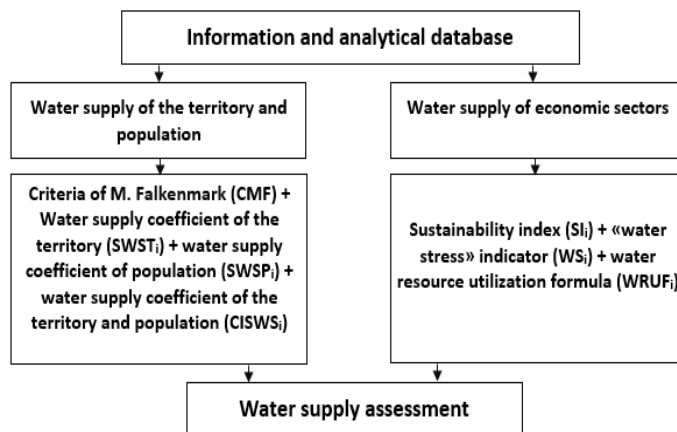 Information and analytical database
Water supply of the territory and
population
Water supply of economic sectors
Criteria of M. Falkenmark (CMF) +
Water supply coefficient of the
territory (SWSTᵢ) + water supply
coefficient of population (SWSPᵢ) +
water supply coefficient of the
territory and population (CISWSᵢ)
Sustainability index (SIᵢ) + «water
stress» indicator (WSᵢ) + water
resource utilization formula (WRUFᵢ)
Water supply assessment